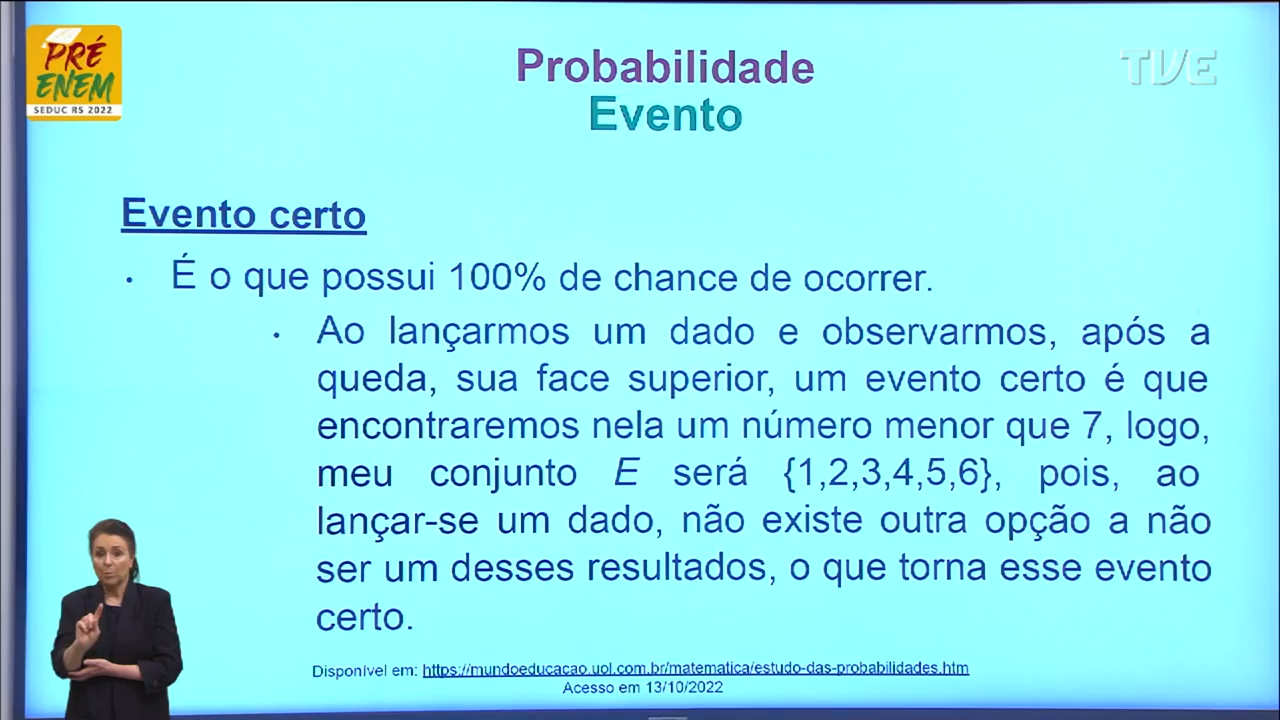 PRÉ
ENEM
SEDUC RS 2022
Probabilidade
TVE
Evento
Evento certo
• É o que possui 100% de chance de ocorrer.
• Ao lançarmos um dado e observarmos, após a
queda, sua face superior, um evento certo é que
encontraremos nela um número menor que 7, logo,
meu conjunto E será {1,2,3,4,5,6}, pois, ao
lançar-se um dado, não existe outra opção a não
ser um desses resultados, o que torna esse evento
certo.
Disponível em: https://mundoeducacao.uol.com.br/matematica/estudo-das-probabilidades.htm
Acesso em 13/10/2022